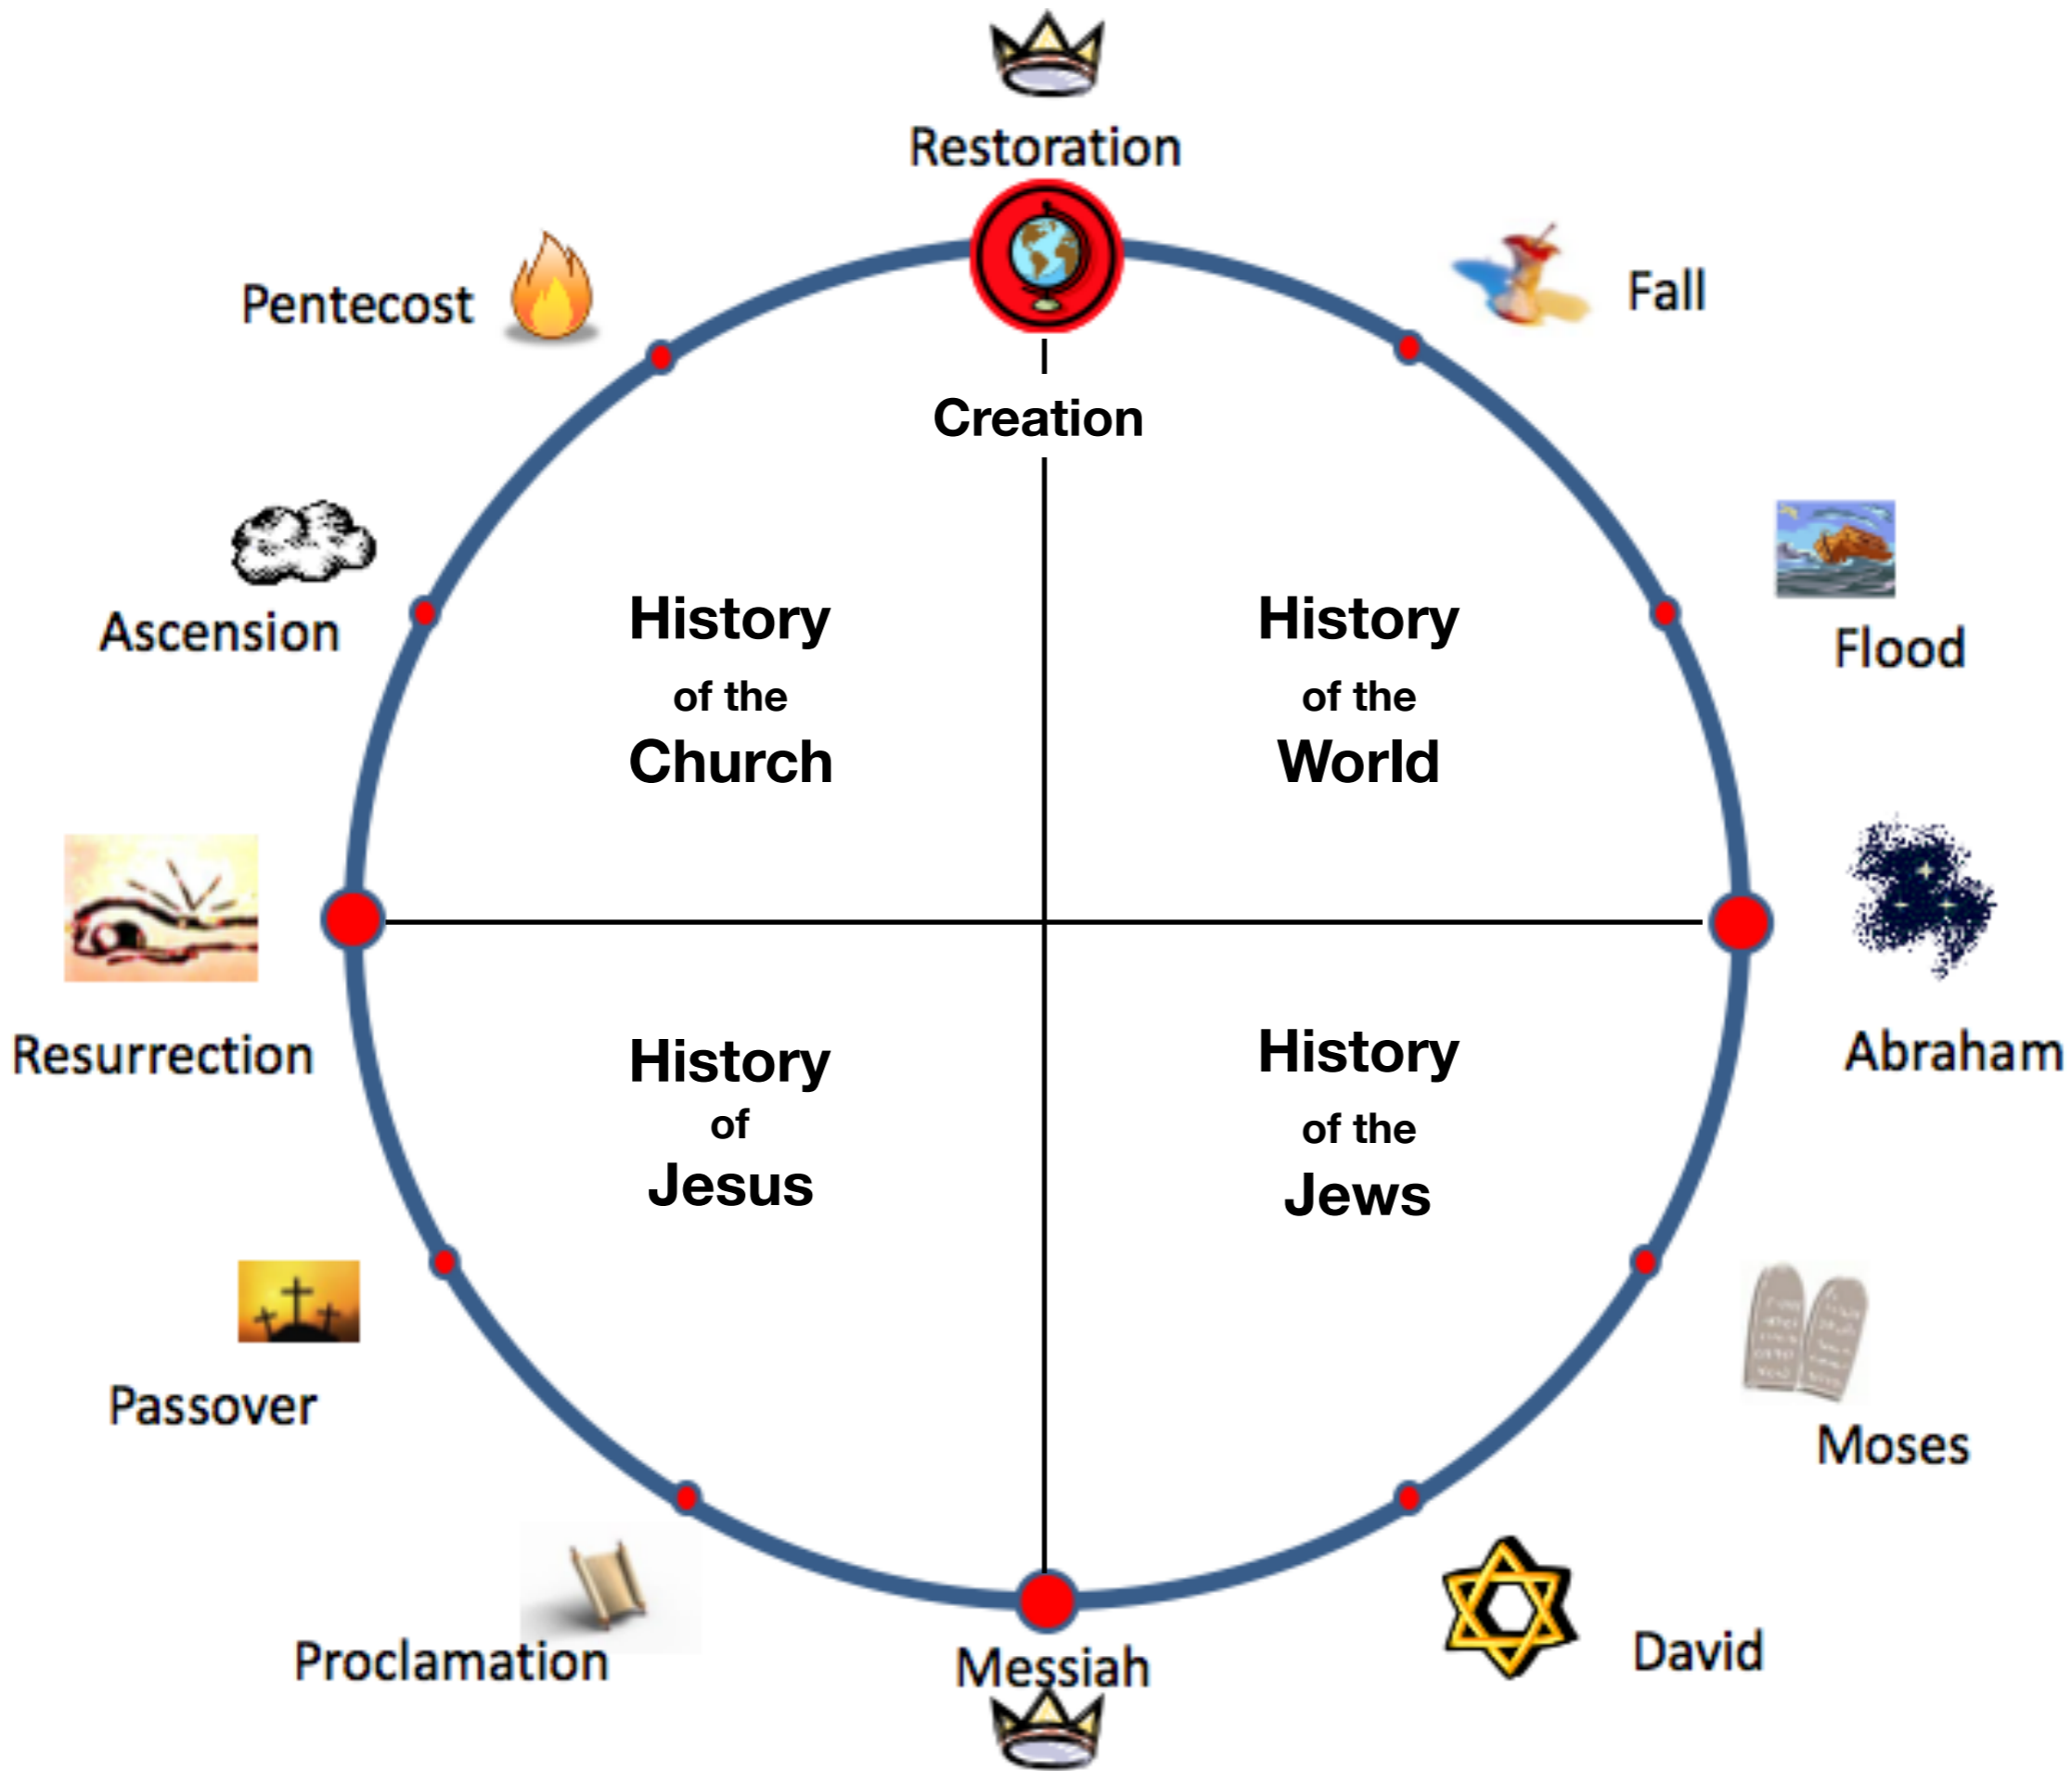 Restoration
Pentecost
Fall
Creation
Ascension
Flood
History
of the
Church
History
of the
World
Resurrection
Abraham
History
of
Jesus
History
of the
Jews
Passover
Moses
Proclamation
Messiah
David